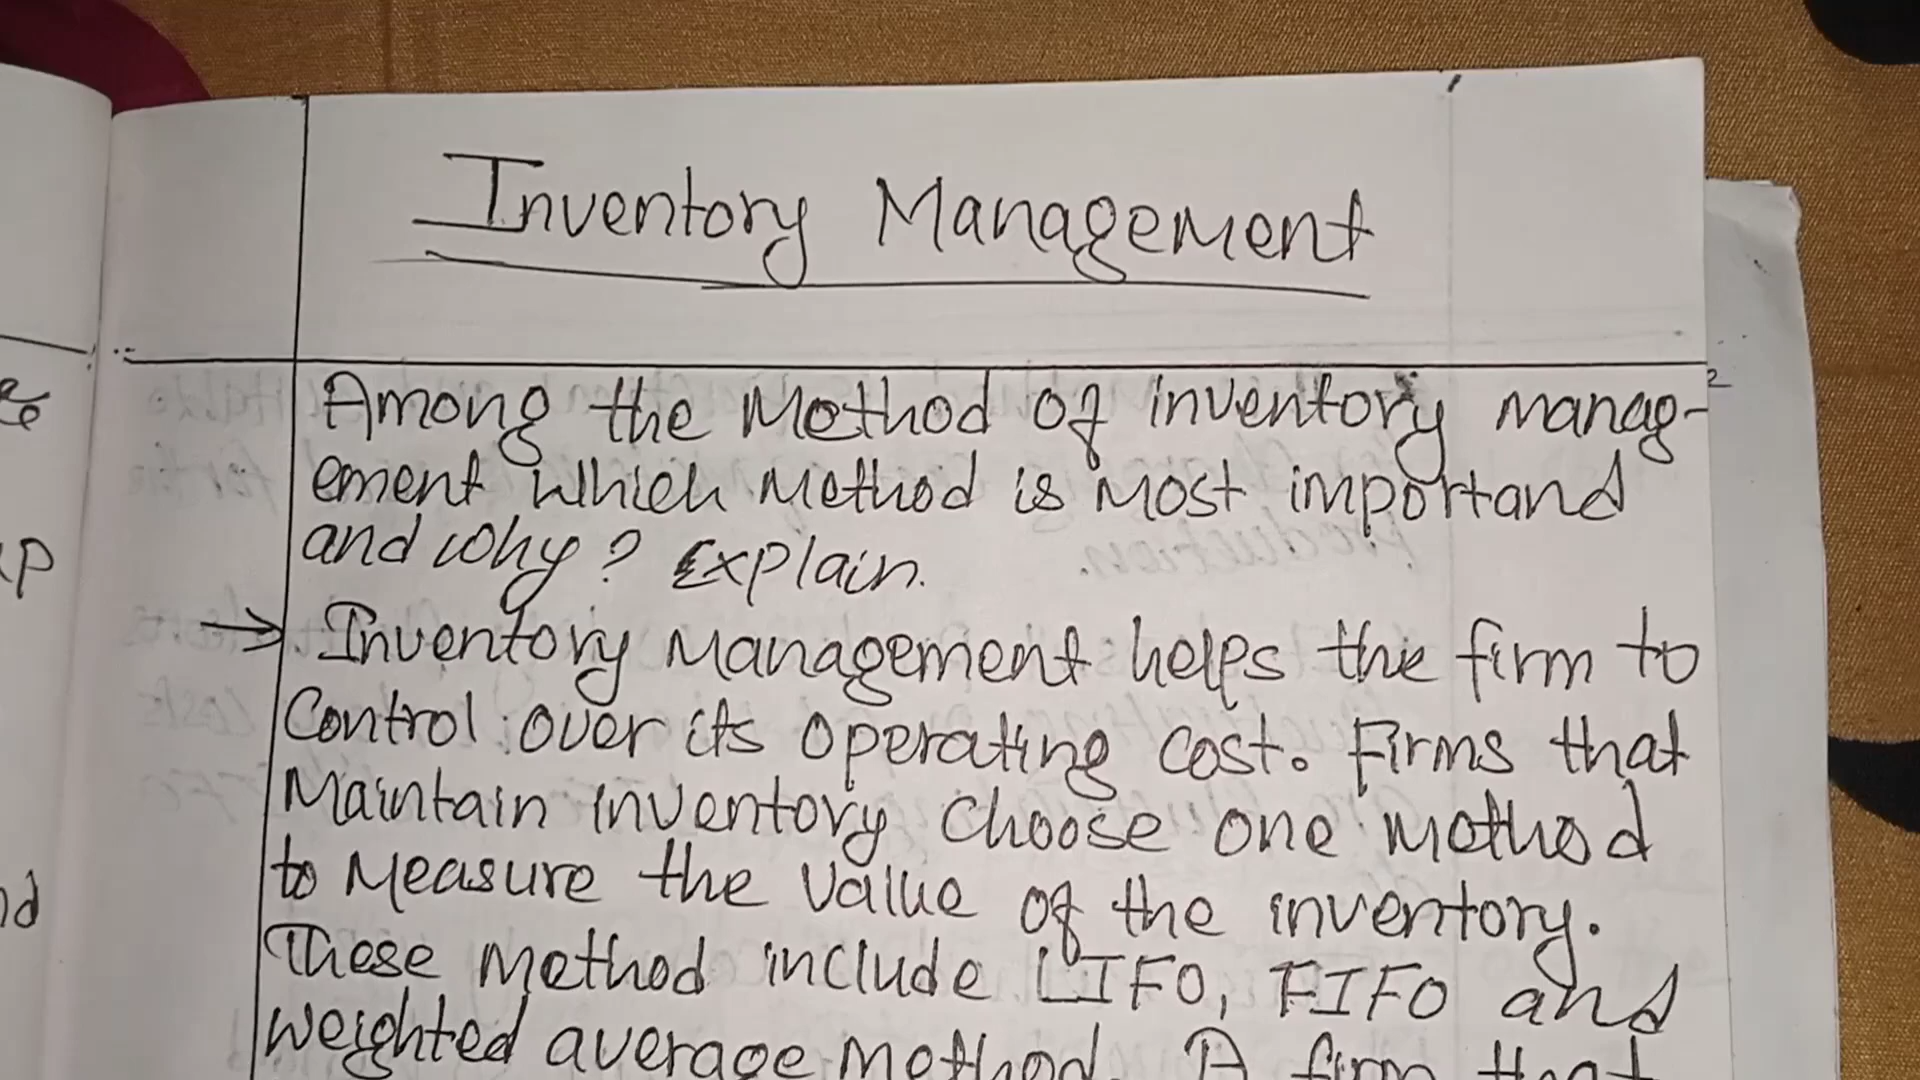 Inventory Management
Among the Method of inventory manag-
ement which Method is most importand
and why? Explain.
→ Inventory Management helps the firm to
Control over its operating cost. Firms that
Maintain inventory choose one method
to Measure the value of the inventory.
These method include LIFO, FIFO and
weighted average method. A firm that